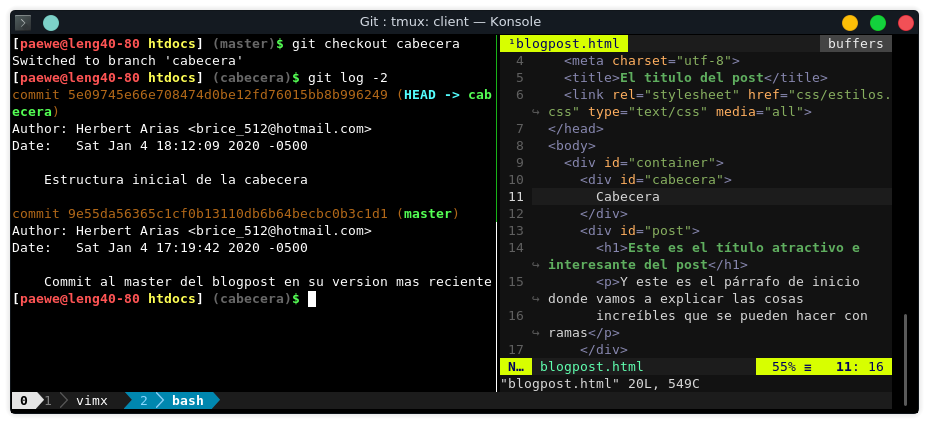 Git : tmux: client — Konsole
[paewe@leng40-80 htdocs] (master)$ git checkout cabecera
Switched to branch 'cabecera'
[paewe@leng40-80 htdocs] (cabecera)$ git log -2
commit 5e09745e66e708474d0be12fd76015bb8b996249 (HEAD -> cab
ecera)
Author: Herbert Arias <brice_512@hotmail.com>
Date:   Sat Jan 4 18:12:09 2020 -0500
Estructura inicial de la cabecera
commit 9e55da56365c1cf0b13110db6b64becbc0b3c1d1 (master)
Author: Herbert Arias <brice_512@hotmail.com>
Date:   Sat Jan 4 17:19:42 2020 -0500
Commit al master del blogpost en su version mas reciente
[paewe@leng40-80 htdocs] (cabecera)$
¹blogpost.html buffers
4 <meta charset="utf-8">
5 <title>El titulo del post</title>
6 <link rel="stylesheet" href="css/estilos.
↪ css" type="text/css" media="all">
7 </head>
8 <body>
9 <div id="container">
10 <div id="cabecera">
11 Cabecera
12 </div>
13 <div id="post">
14 <h1>Este es el título atractivo e
↪ interesante del post</h1>
15 <p>Y este es el párrafo de inicio
↪ donde vamos a explicar las cosas
16 increíbles que se pueden hacer con
↪ ramas</p>
17 </div>
N… blogpost.html 55% ≡ 11: 16
"blogpost.html" 20L, 549C
0 1 vimx 2 bash